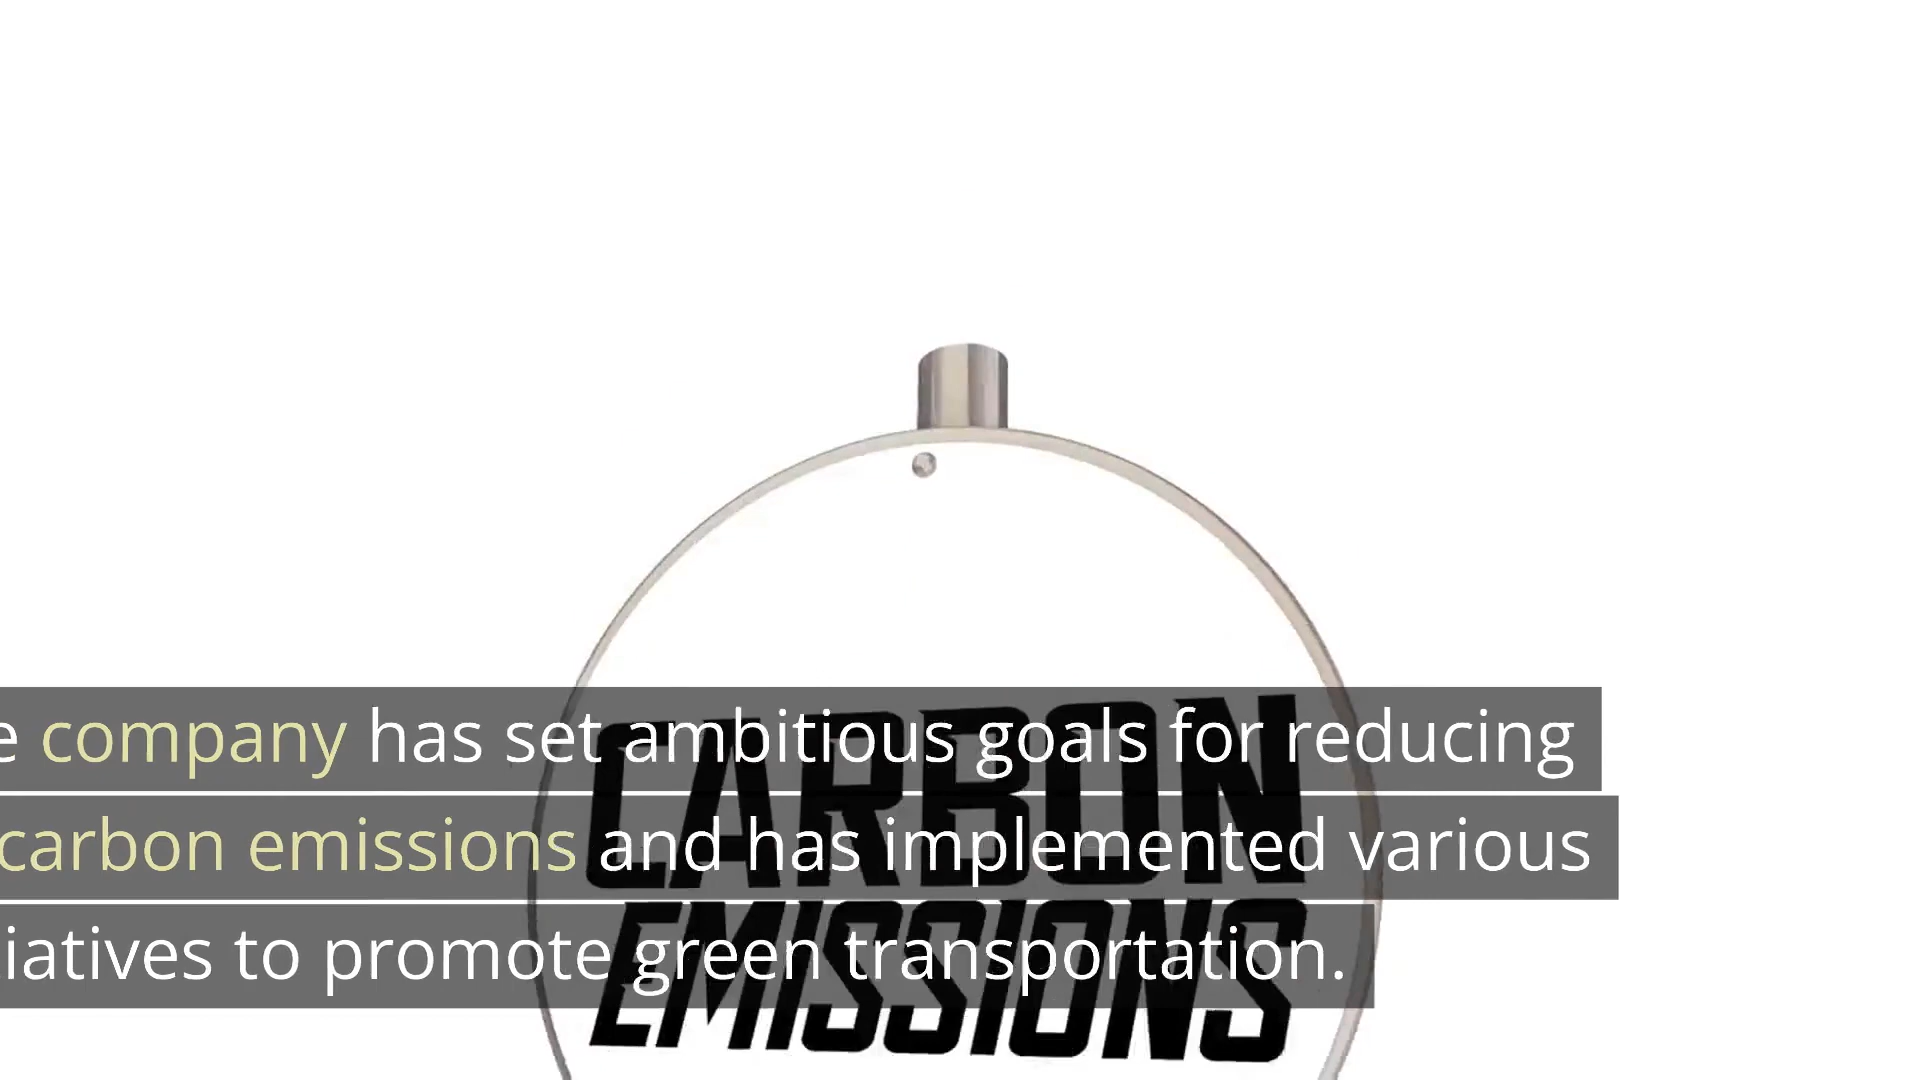 company has set ambitious goals for reducing
carbon emissions and has implemented various
to promote green transportation.
CARBON
EMISSIONS